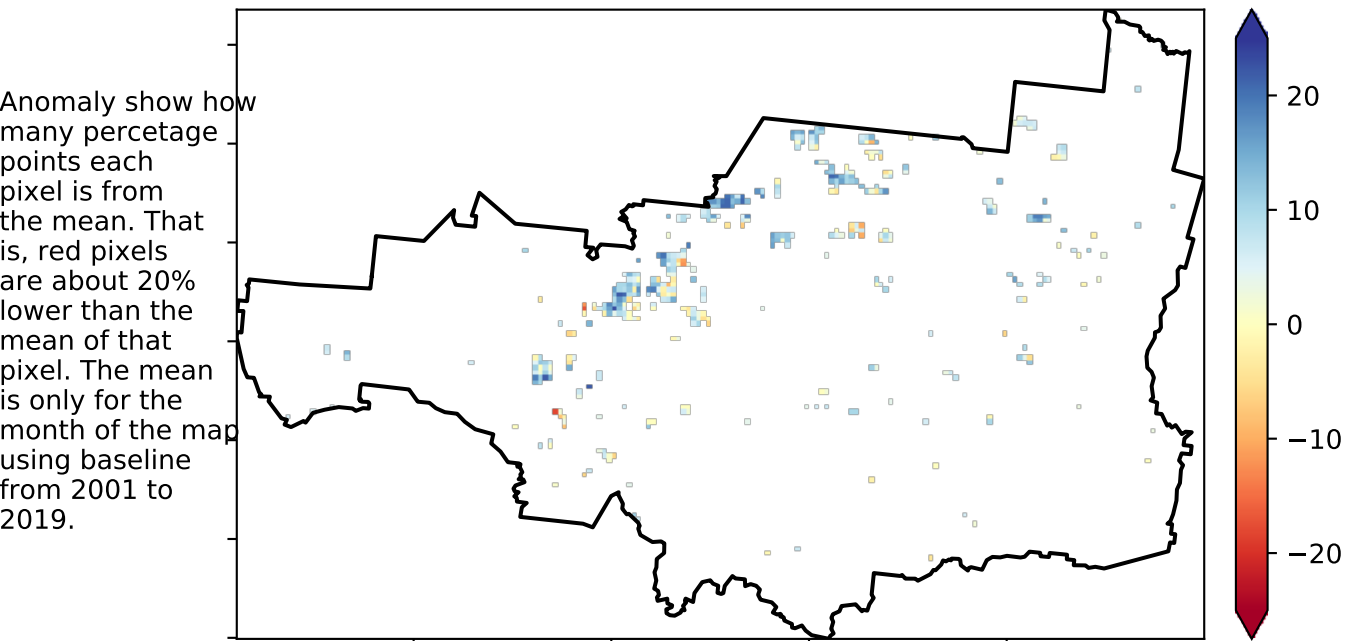 Anomaly show how
many percetage
points each
pixel is from
the mean. That
is, red pixels
are about 20%
lower than the
mean of that
pixel. The mean
is only for the
month of the map
using baseline
from 2001 to
2019.
20
10
0
−10
−20